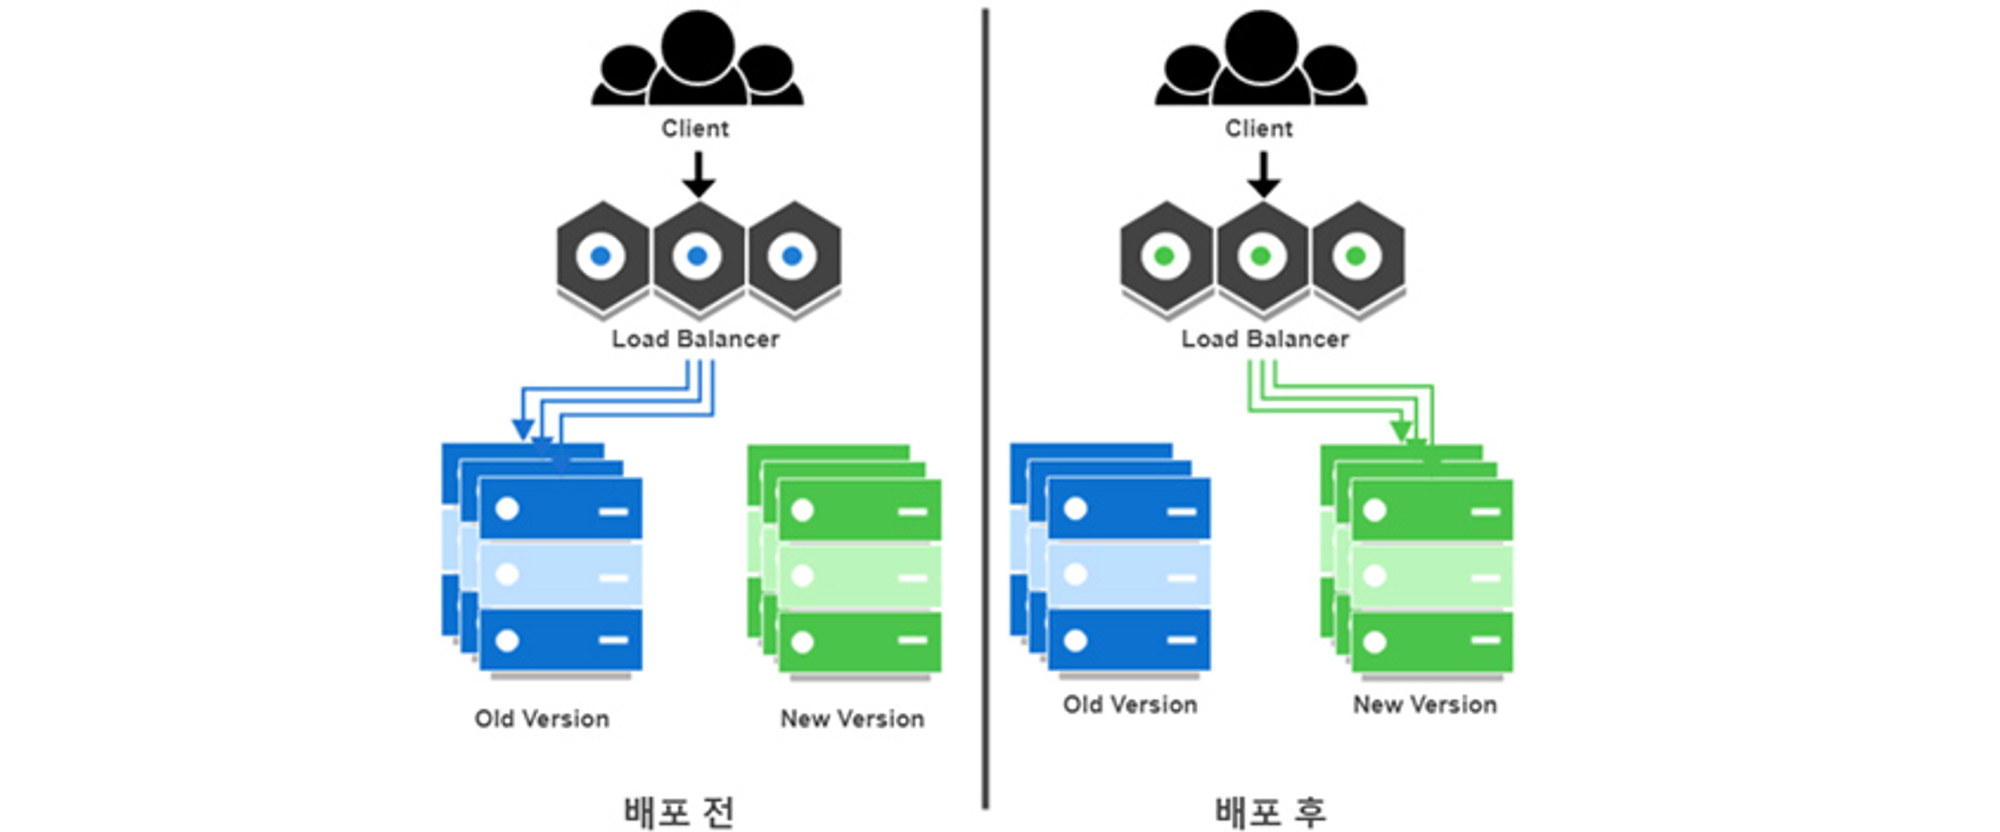 Client
Load Balancer
Old Version
New Version
배포 전
Client
Load Balancer
Old Version
New Version
배포 후